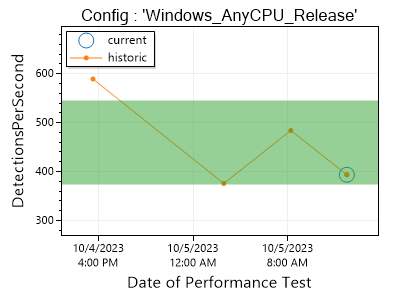 Config : 'Windows_AnyCPU_Release'
current
historic
DetectionsPerSecond
600
500
400
300
10/4/2023
4:00 PM
10/5/2023
12:00 AM
10/5/2023
8:00 AM
Date of Performance Test